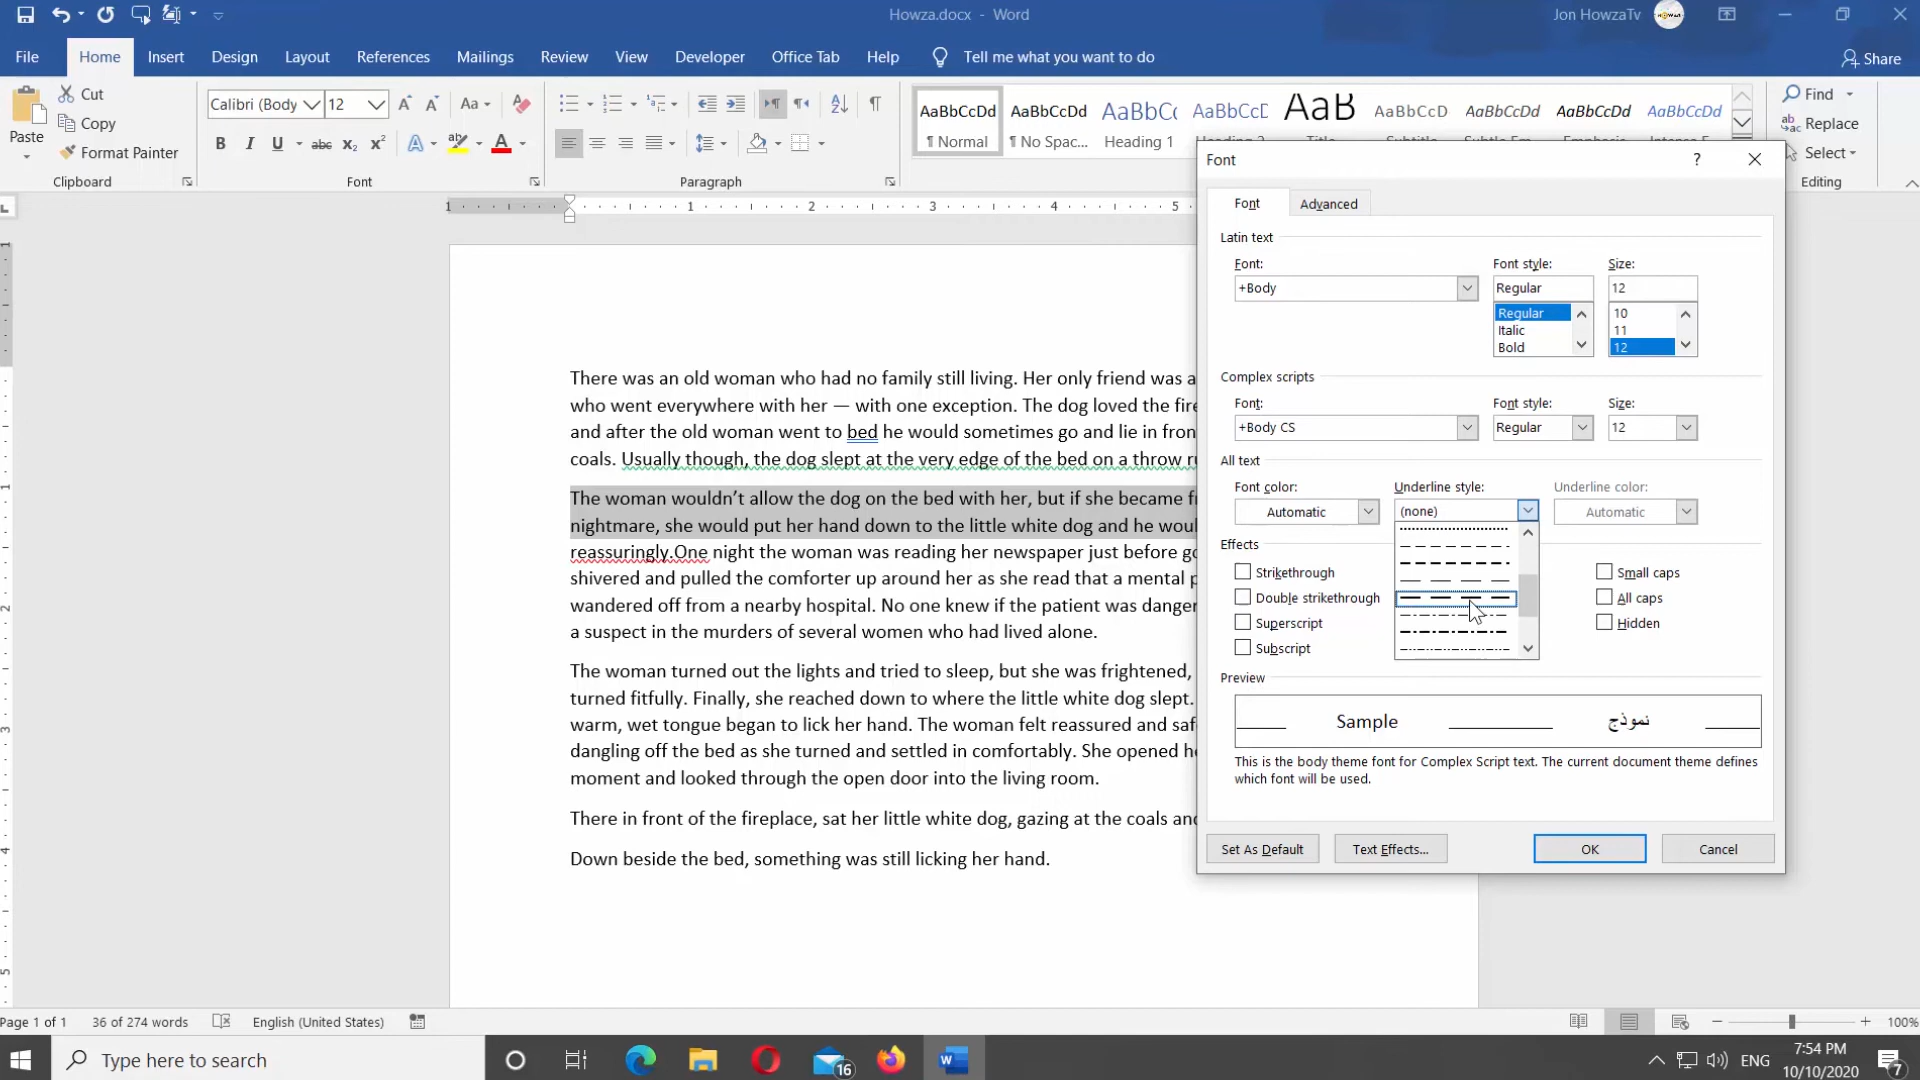 Howza.docx - Word
Jon HowzaTv
File Home Insert Design Layout References Mailings Review View Developer Office Tab Help Tell me what you want to do
Share
Paste
Cut
Copy
Format Painter
Clipboard
Calibri (Body 12
Aa
B I U abc x₂ x² A ab A
Font
Paragraph
AaBbCcDd AaBbCcDd AaBbC AaBbCcC AaB AaBbCcD AaBbCcDd AaBbCcDd AaBbCcDd
¶ Normal ¶ No Spac... Heading 1
Find
Replace
Select
Editing
1 1 2 3 4 5
There was an old woman who had no family still living. Her only friend was a
who went everywhere with her — with one exception. The dog loved the fire
and after the old woman went to bed he would sometimes go and lie in fron
coals. Usually though, the dog slept at the very edge of the bed on a throw ru
The woman wouldn’t allow the dog on the bed with her, but if she became fr
nightmare, she would put her hand down to the little white dog and he woul
reassuringly.One night the woman was reading her newspaper just before go
shivered and pulled the comforter up around her as she read that a mental p
wandered off from a nearby hospital. No one knew if the patient was danger
a suspect in the murders of several women who had lived alone.
The woman turned out the lights and tried to sleep, but she was frightened,
turned fitfully. Finally, she reached down to where the little white dog slept.
warm, wet tongue began to lick her hand. The woman felt reassured and saf
dangling off the bed as she turned and settled in comfortably. She opened he
moment and looked through the open door into the living room.
There in front of the fireplace, sat her little white dog, gazing at the coals and
Down beside the bed, something was still licking her hand.
Font
?
Font Advanced
Latin text
Font: Font style: Size:
+Body Regular 12
Regular 10
Italic 11
Bold 12
Complex scripts
Font: Font style: Size:
+Body CS Regular 12
All text
Font color: Underline style: Underline color:
Automatic (none) Automatic
Effects
Strikethrough Small caps
Double strikethrough All caps
Superscript Hidden
Subscript
Preview
Sample نموذج
This is the body theme font for Complex Script text. The current document theme defines
which font will be used.
Set As Default Text Effects... OK Cancel
Page 1 of 1 36 of 274 words English (United States) 100%
Type here to search
16
ENG
7:54 PM
10/10/2020
7